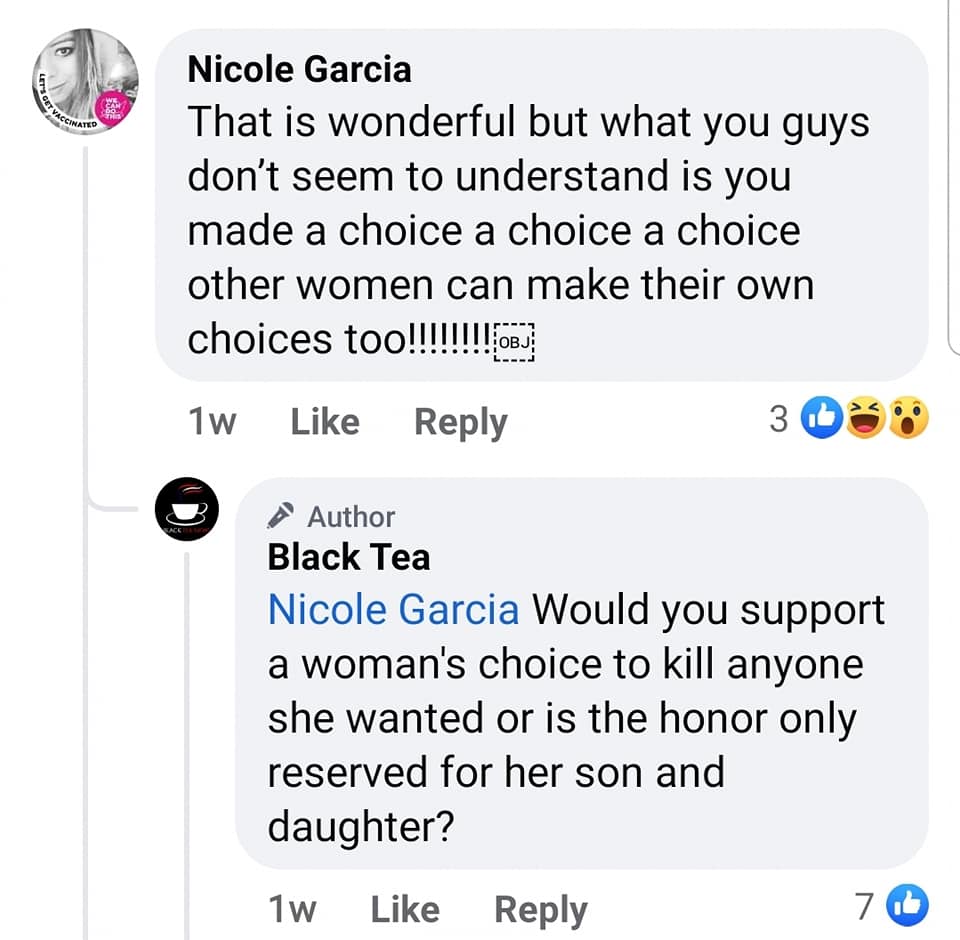 Nicole Garcia
That is wonderful but what you guys
don’t seem to understand is you
made a choice a choice a choice
other women can make their own
choices too!!!!!!!!OBJ
LET'S GET VACCINATED
WE
CAN
DO
THIS
1w Like Reply 3
Author
Black Tea
Nicole Garcia Would you support
a woman's choice to kill anyone
she wanted or is the honor only
reserved for her son and
daughter?
1w Like Reply 7